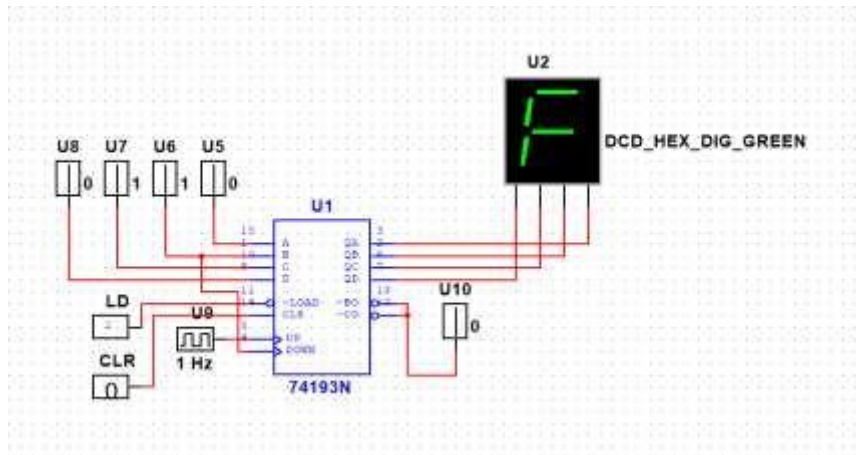 U2
F
DCD_HEX_DIG_GREEN
U8
U7
U6
U5
0
1
1
0
U1
A
B
C
D
QA
QB
QC
QD
~LOAD
CLR
~BO
~CO
UP
DOWN
LD
U9
1 Hz
CLR
U10
0
74193N